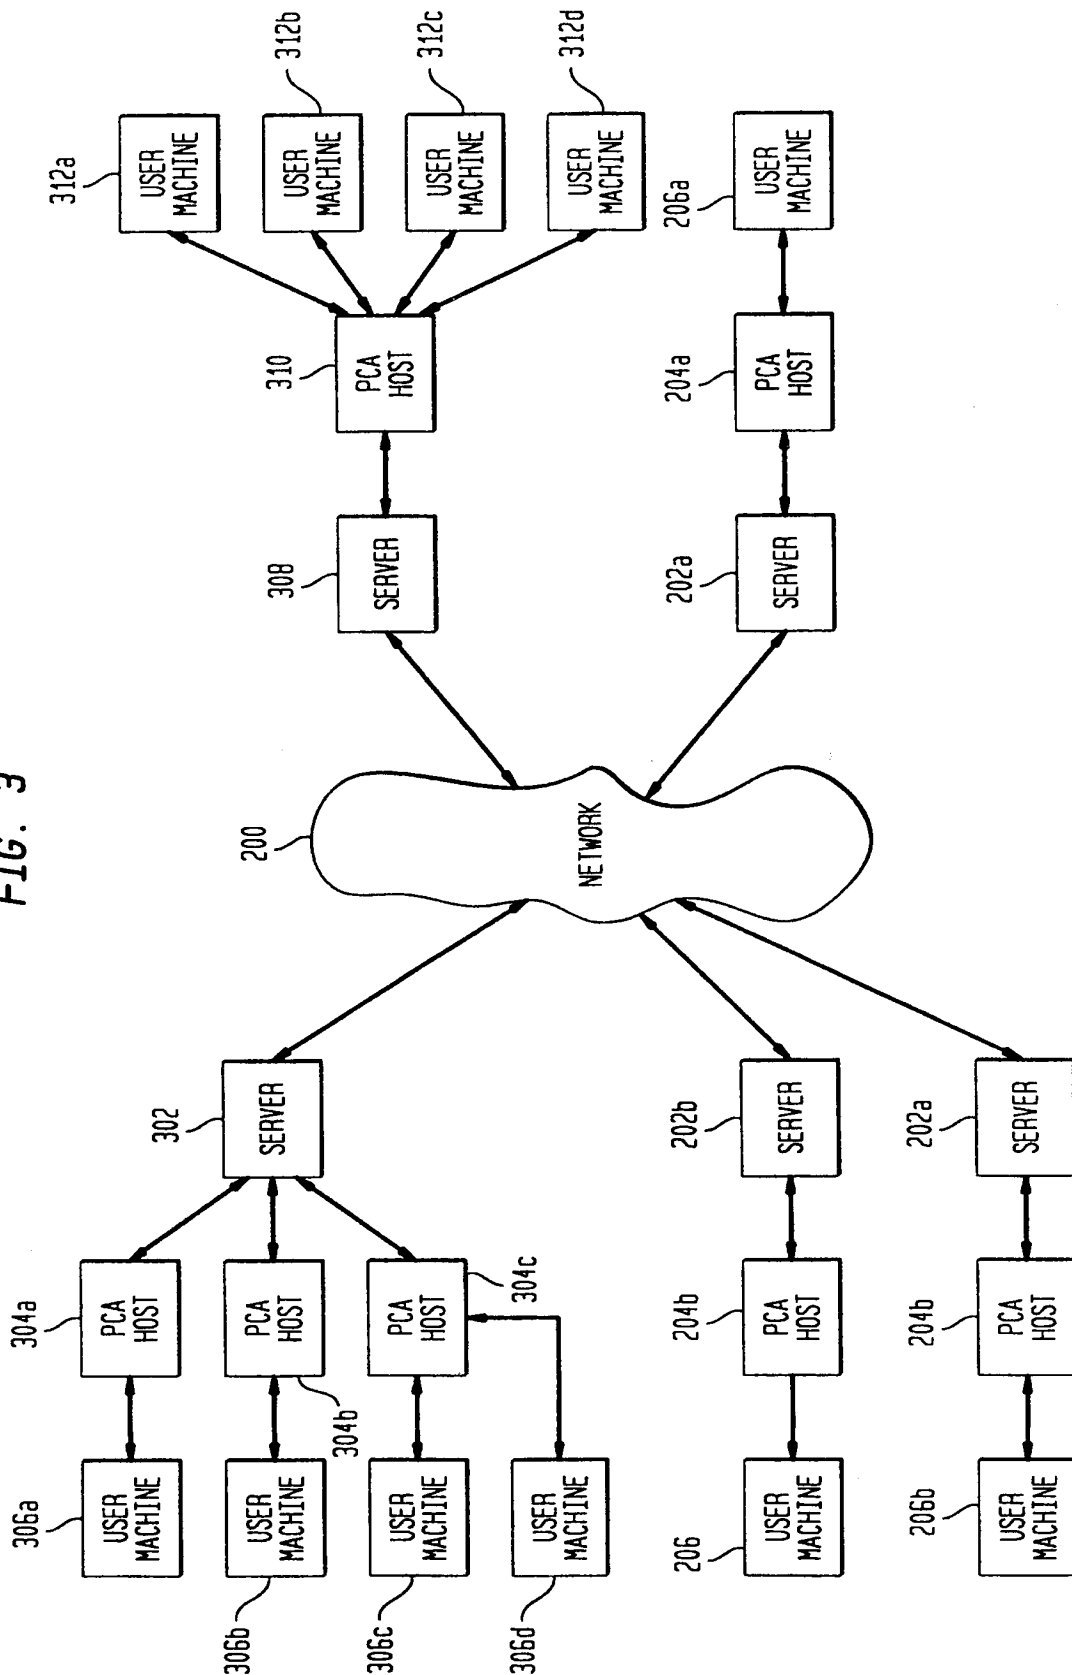 FIG. 3
306a
USER
MACHINE
304a
PCA
HOST
306b
USER
MACHINE
304b
PCA
HOST
306c
USER
MACHINE
304c
PCA
HOST
306d
USER
MACHINE
302
SERVER
206
USER
MACHINE
204b
PCA
HOST
202b
SERVER
206b
USER
MACHINE
204b
PCA
HOST
202a
SERVER
200
NETWORK
308
SERVER
310
PCA
HOST
312a
USER
MACHINE
312b
USER
MACHINE
312c
USER
MACHINE
312d
USER
MACHINE
202a
SERVER
204a
PCA
HOST
206a
USER
MACHINE